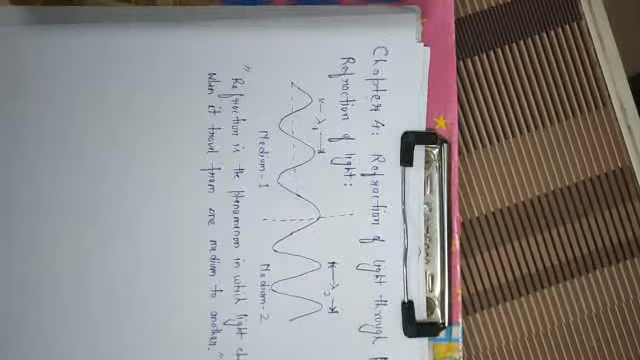 Chapter 4: Refraction of light through
Refraction of light:
λ1
λ2
Medium-1
Medium-2
" Refraction is the phenomenon in which light
when it travel from one medium to another. "